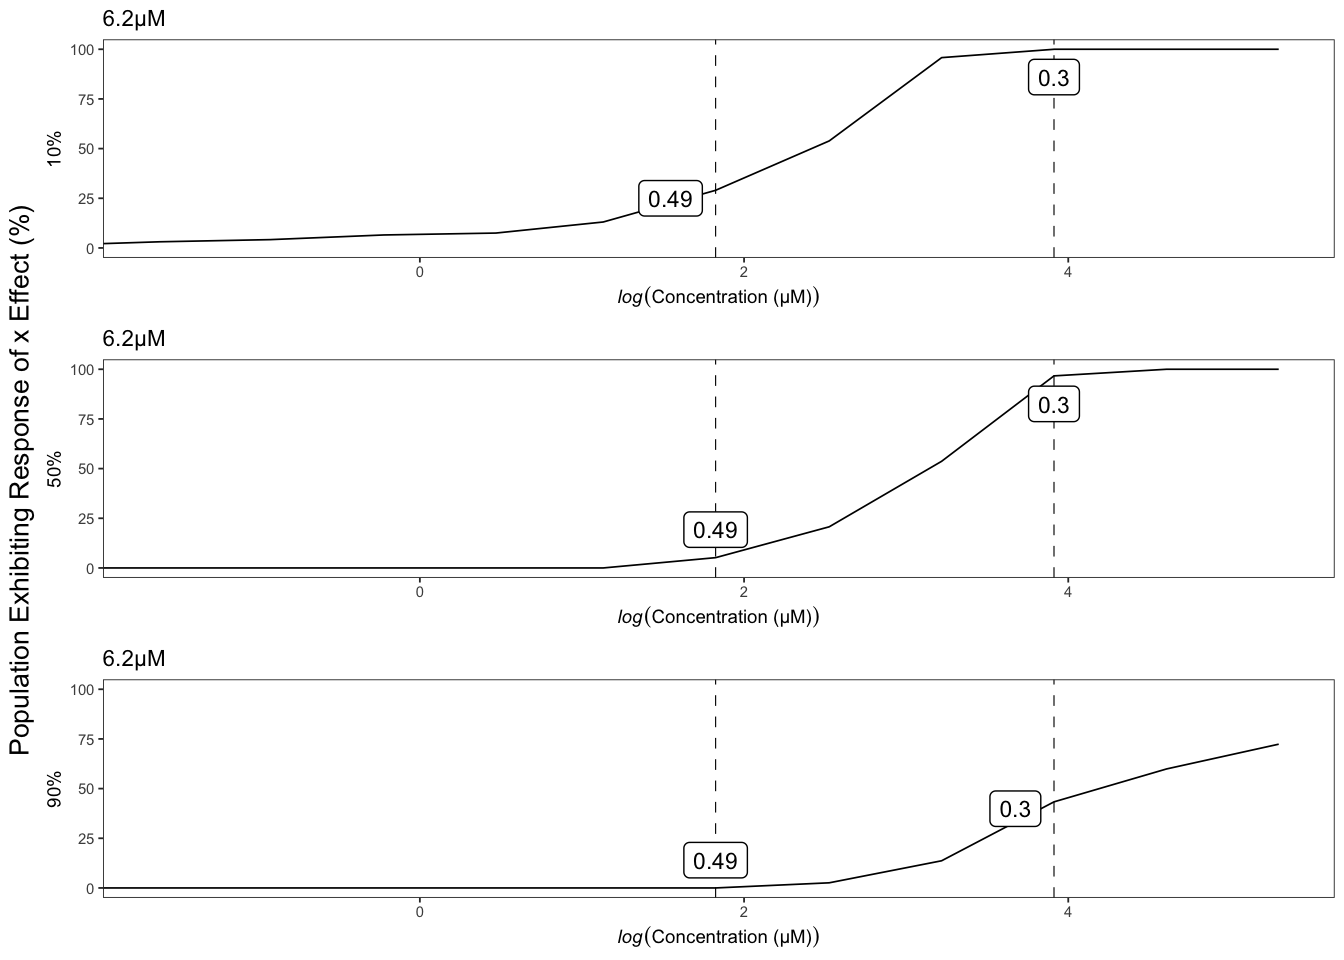 Population Exhibiting Response of x Effect (%)
6.2µM
10%
100
75
50
25
0
0.49
0.3
0 2 4
log(Concentration (µM))
6.2µM
50%
100
75
50
25
0
0.49
0.3
0 2 4
log(Concentration (µM))
6.2µM
90%
100
75
50
25
0
0.49
0.3
0 2 4
log(Concentration (µM))